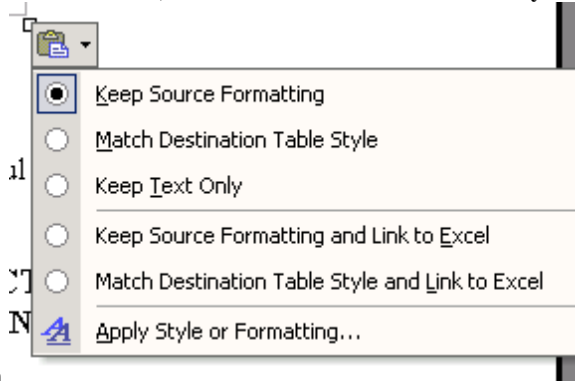 Keep Source Formatting
Match Destination Table Style
Keep Text Only
Keep Source Formatting and Link to Excel
Match Destination Table Style and Link to Excel
Apply Style or Formatting...